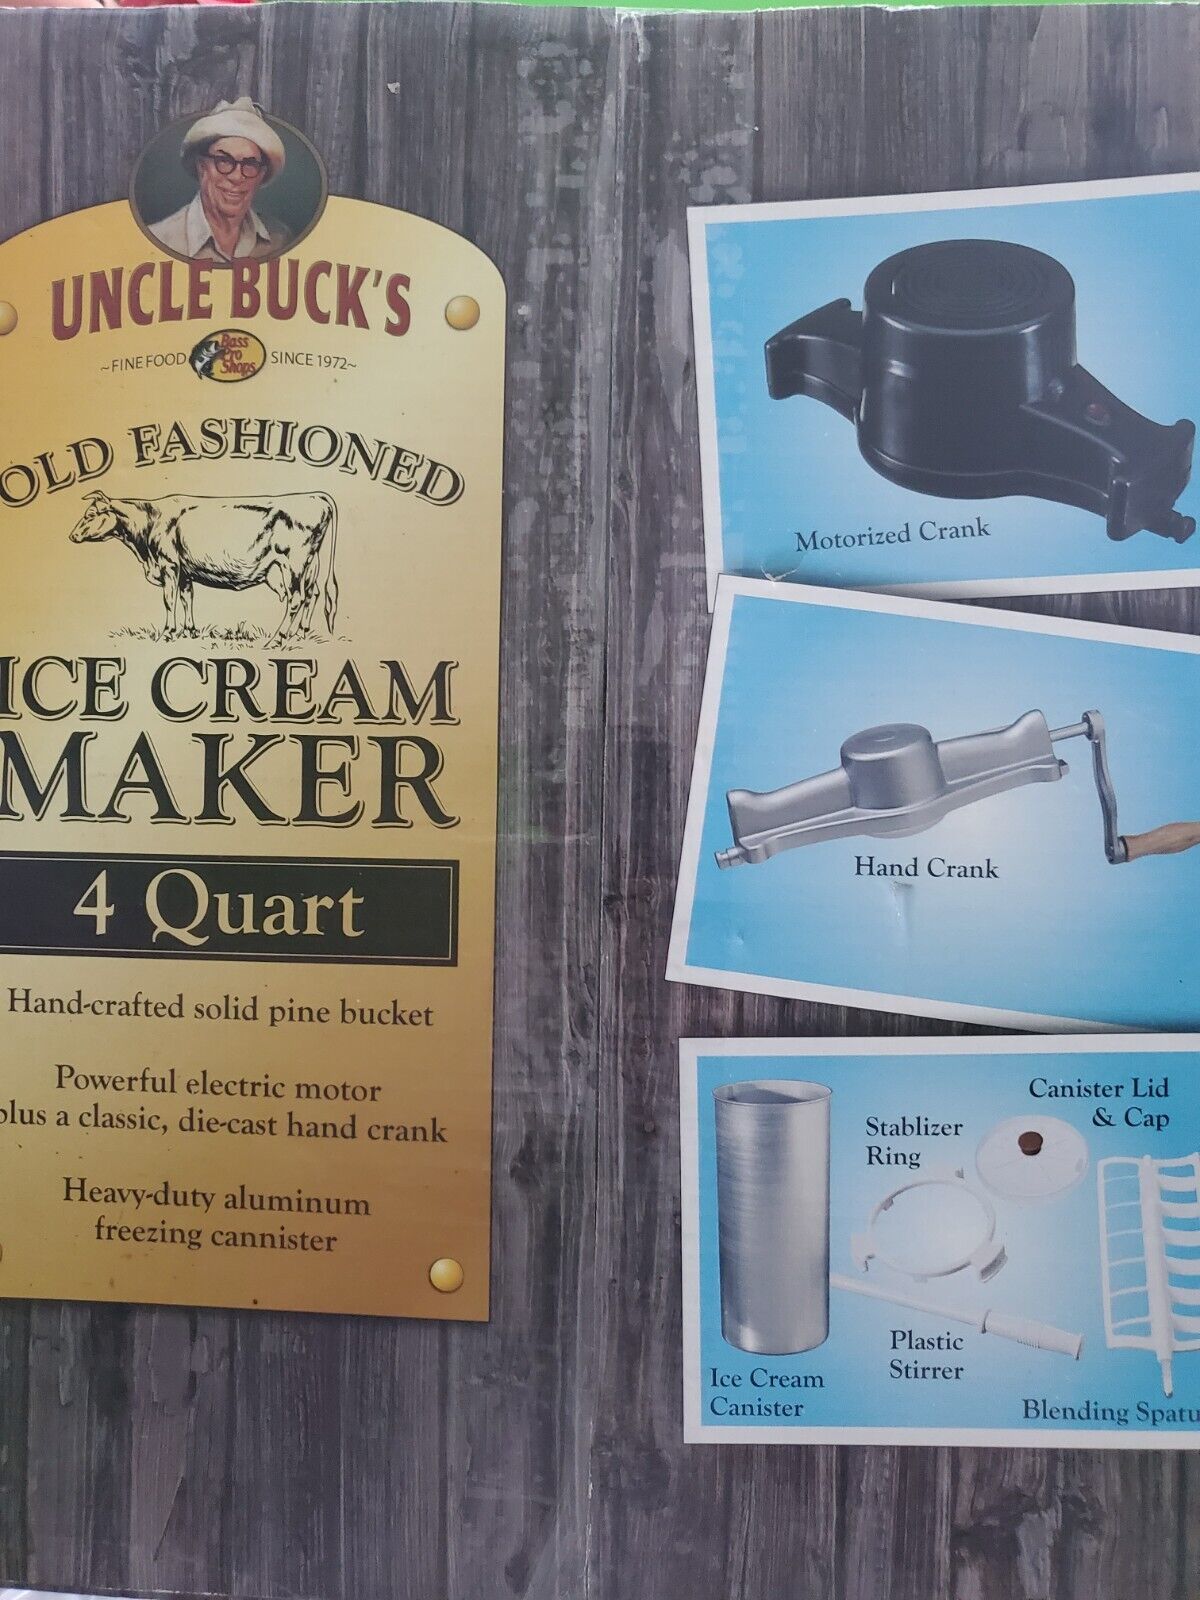 UNCLE BUCK'S
~FINE FOOD Bass Pro Shops SINCE 1972~
OLD FASHIONED
ICE CREAM
MAKER
4 Quart
Hand-crafted solid pine bucket
Powerful electric motor
plus a classic, die-cast hand crank
Heavy-duty aluminum
freezing cannister
Motorized Crank
Hand Crank
Canister Lid
& Cap
Stablizer
Ring
Plastic
Stirrer
Ice Cream
Canister
Blending Spatu